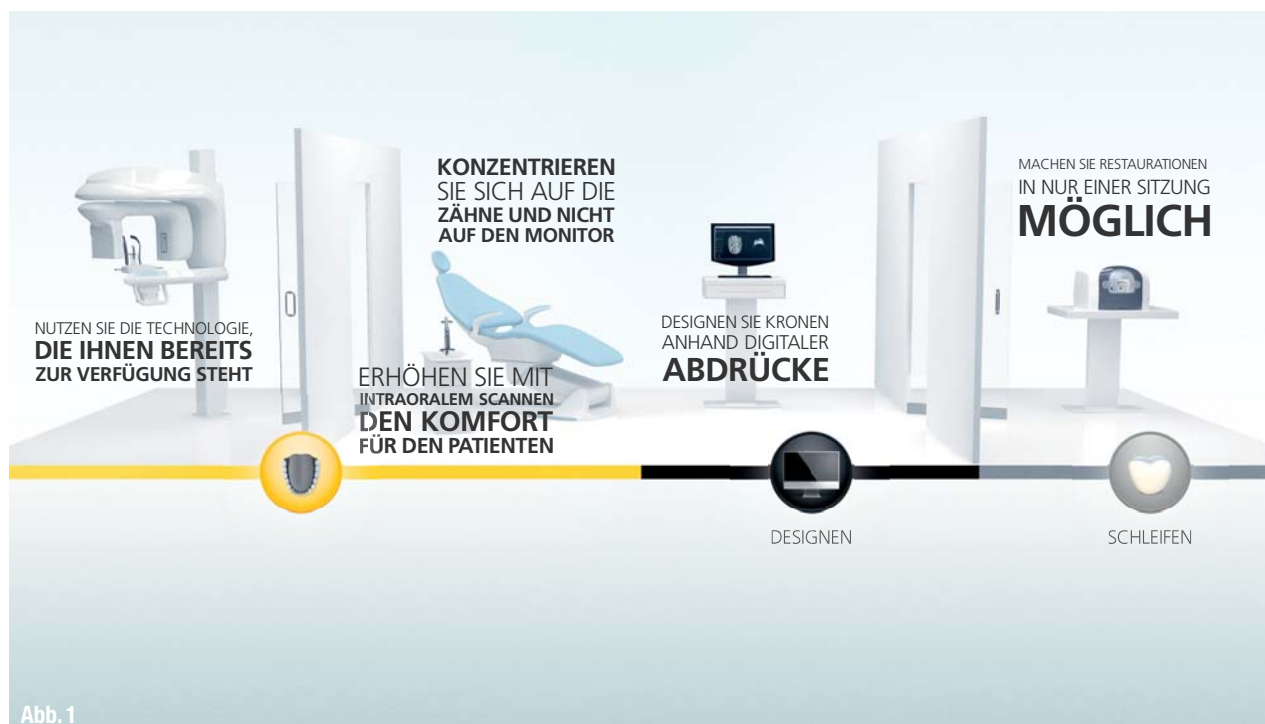 NUTZEN SIE DIE TECHNOLOGIE,
DIE IHNEN BEREITS
ZUR VERFÜGUNG STEHT
KONZENTRIEREN
SIE SICH AUF DIE
ZÄHNE UND NICHT
AUF DEN MONITOR
ERHÖHEN SIE MIT
INTRAORALEM SCANNEN
DEN KOMFORT
FÜR DEN PATIENTEN
DESIGNEN SIE KRONEN
ANHAND DIGITALER
ABDRÜCKE
MACHEN SIE RESTAURATIONEN
IN NUR EINER SITZUNG
MÖGLICH
DESIGNEN
SCHLEIFEN
Abb. 1